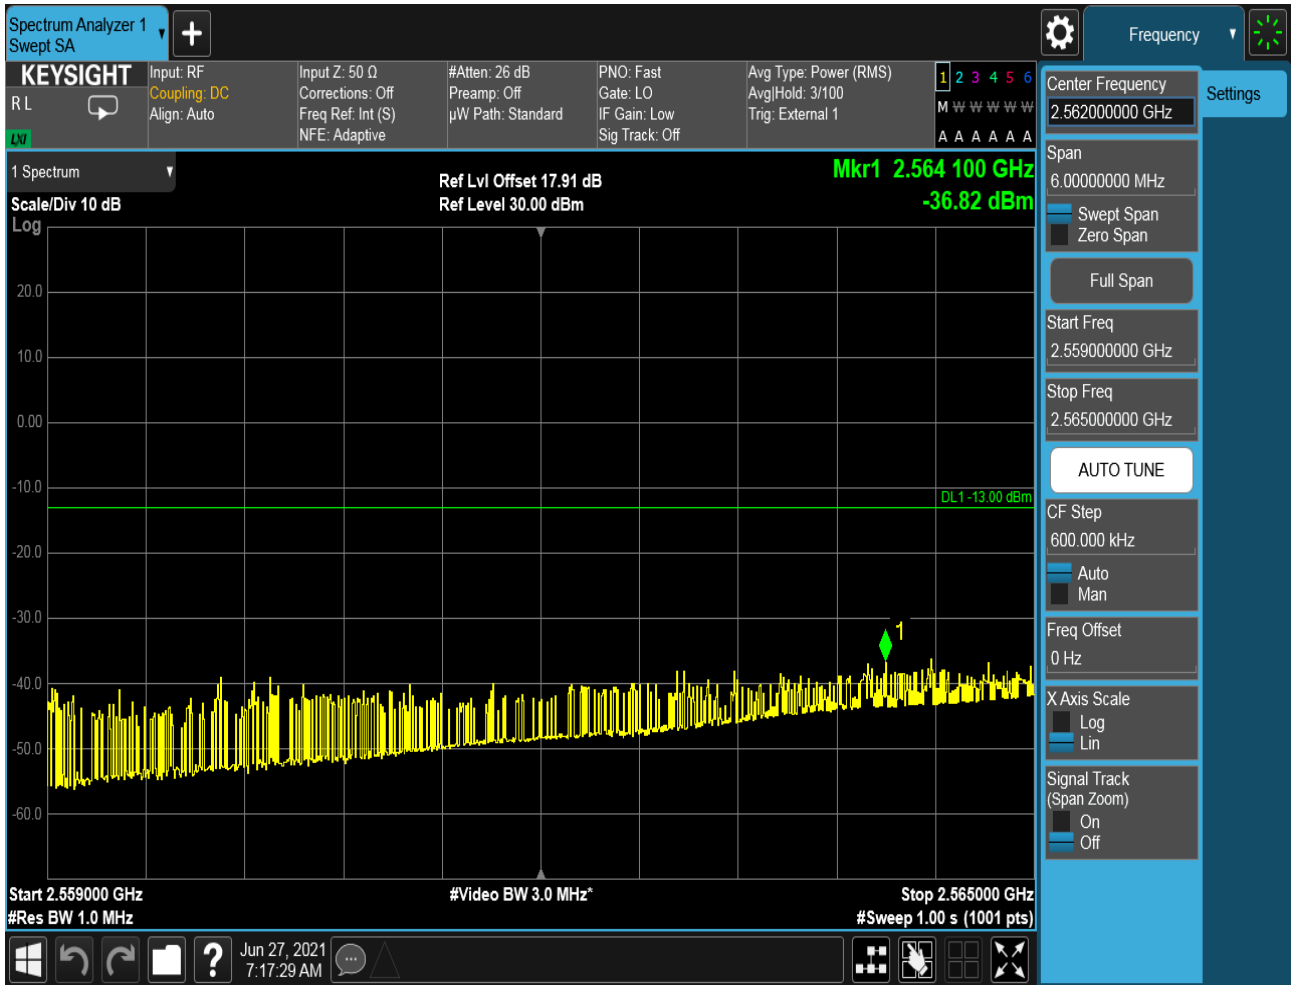 Spectrum Analyzer 1
Swept SA
Frequency
KEYSIGHT
R L
LXI
Input: RF
Coupling: DC
Align: Auto
Input Z: 50 Ω
Corrections: Off
Freq Ref: Int (S)
NFE: Adaptive
#Atten: 26 dB
Preamp: Off
µW Path: Standard
PNO: Fast
Gate: LO
IF Gain: Low
Sig Track: Off
Avg Type: Power (RMS)
Avg|Hold: 3/100
Trig: External 1
1 2 3 4 5 6
M W W W W W
A A A A A A
1 Spectrum
Scale/Div 10 dB
Log
Ref Lvl Offset 17.91 dB
Ref Level 30.00 dBm
Mkr1 2.564 100 GHz
-36.82 dBm
20.0
10.0
0.00
-10.0
DL1 -13.00 dBm
-20.0
-30.0
1
-40.0
-50.0
-60.0
Start 2.559000 GHz
#Video BW 3.0 MHz*
Stop 2.565000 GHz
#Res BW 1.0 MHz
#Sweep 1.00 s (1001 pts)
Center Frequency
2.562000000 GHz
Settings
Span
6.00000000 MHz
Swept Span
Zero Span
Full Span
Start Freq
2.559000000 GHz
Stop Freq
2.565000000 GHz
AUTO TUNE
CF Step
600.000 kHz
Auto
Man
Freq Offset
0 Hz
X Axis Scale
Log
Lin
Signal Track
(Span Zoom)
On
Off
?
Jun 27, 2021
7:17:29 AM